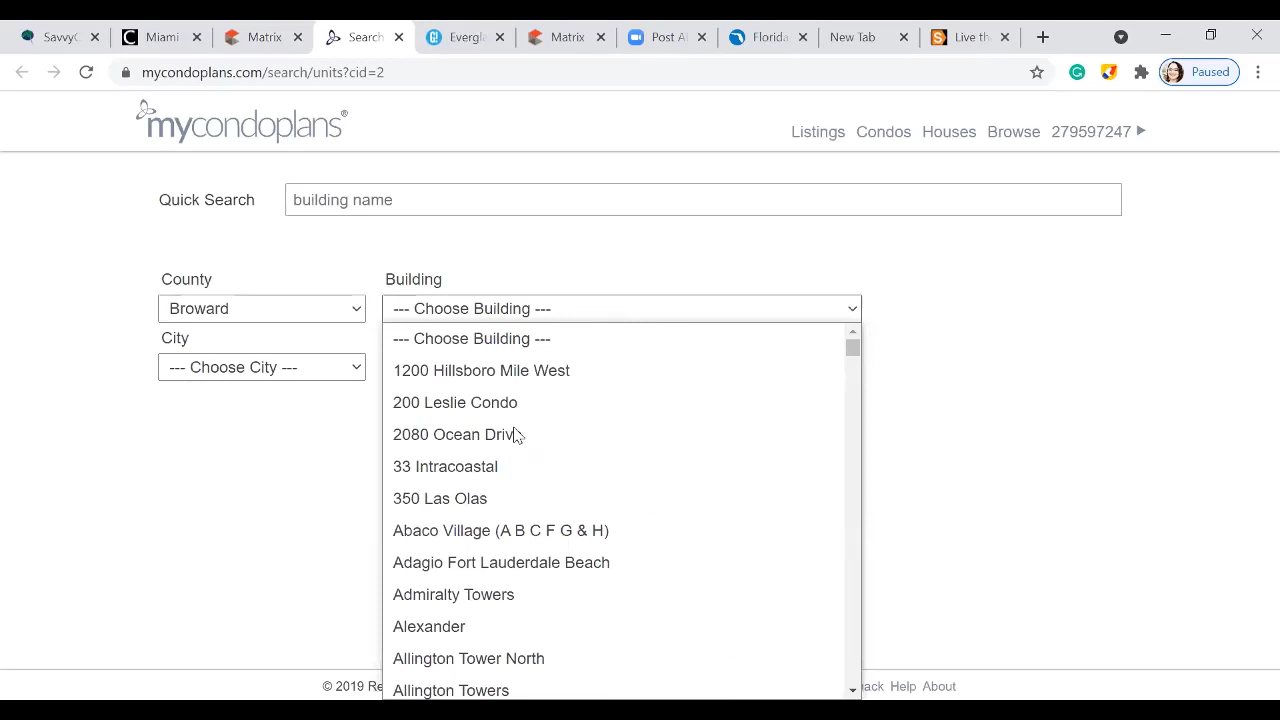 SavvyC
Miami
Matrix
Search
Evergle
Matrix
Post Al
Florida
New Tab
Live th
mycondoplans.com/search/units?cid=2
Paused
mycondoplans®
Listings Condos Houses Browse 279597247
Quick Search building name
County Building
Broward --- Choose Building ---
City --- Choose Building ---
--- Choose City --- 1200 Hillsboro Mile West
200 Leslie Condo
2080 Ocean Driv
33 Intracoastal
350 Las Olas
Abaco Village (A B C F G & H)
Adagio Fort Lauderdale Beach
Admiralty Towers
Alexander
Allington Tower North
Allington Towers
© 2019 Re ack Help About